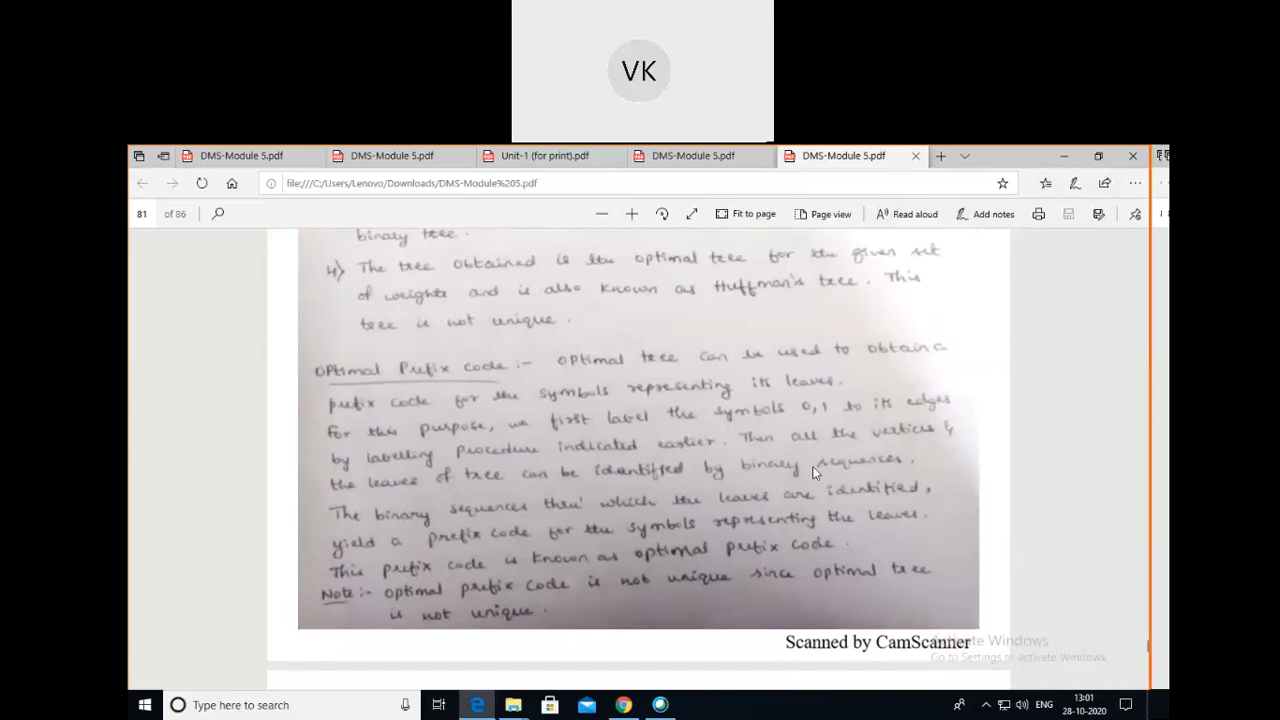 VK
DMS-Module 5.pdf
DMS-Module 5.pdf
Unit-1 (for print).pdf
DMS-Module 5.pdf
DMS-Module 5.pdf
file:///C:/Users/Lenovo/Downloads/DMS-Module%205.pdf
81 of 86
Fit to page
Page view
Read aloud
Add notes
binary tree.
4) The tree obtained is the optimal tree for the given set
of weights and is also known as Huffman's tree. This
tree is not unique.
Optimal Prefix code :- Optimal tree can be used to obtain a
prefix code for the symbols representing its leaves.
For this purpose, we first label the symbols 0,1 to its edges
by labelling procedure indicated earlier. Then all the vertices &
the leaves of tree can be identified by binary sequences.
The binary sequences thru' which the leaves are identified,
yield a prefix code for the symbols representing the leaves.
This prefix code is known as optimal prefix code.
Note :- optimal prefix code is not unique since optimal tree
is not unique.
Scanned by CamScanner
Activate Windows
Go to Settings to activate Windows.
Type here to search
ENG
13:01
28-10-2020